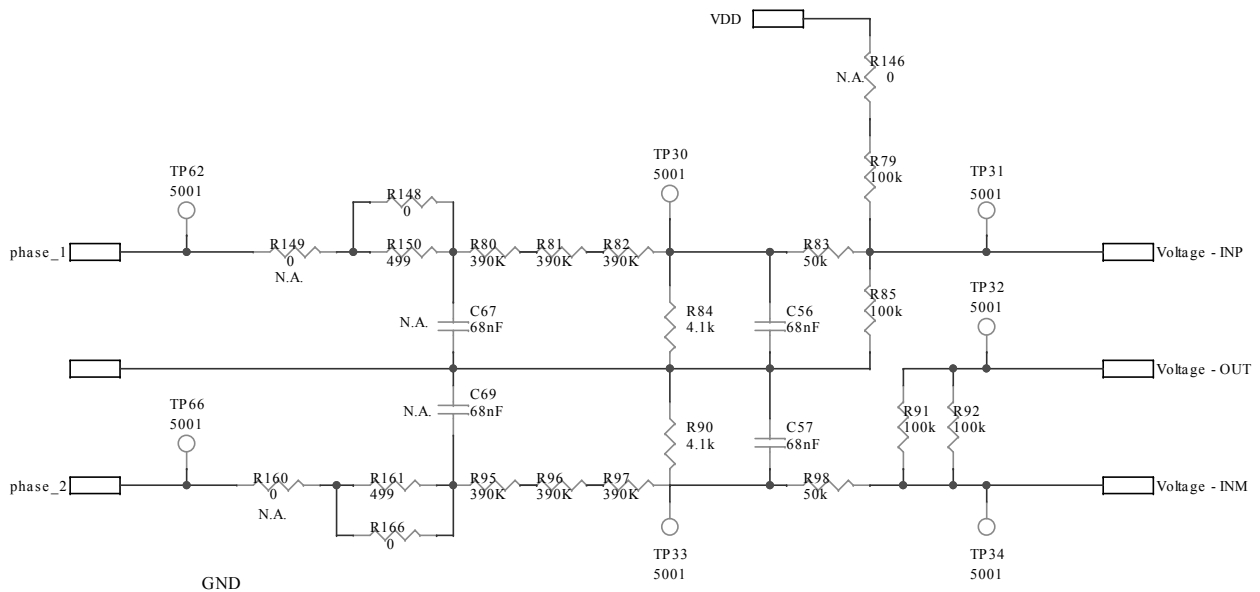 VDD
R146
N.A. 0
TP30
5001
TP62
5001
R79
100k
TP31
5001
R148
0
phase_1
R149
0
N.A.
R150
499
R80
390K
R81
390K
R82
390K
R83
50k
Voltage - INP
C67
68nF
N.A.
R84
4.1k
C56
68nF
R85
100k
TP32
5001
Voltage - OUT
C69
68nF
N.A.
TP66
5001
R90
4.1k
C57
68nF
R91
100k
R92
100k
phase_2
R160
0
N.A.
R161
499
R95
390K
R96
390K
R97
390K
R98
50k
Voltage - INM
R166
0
TP33
5001
TP34
5001
GND